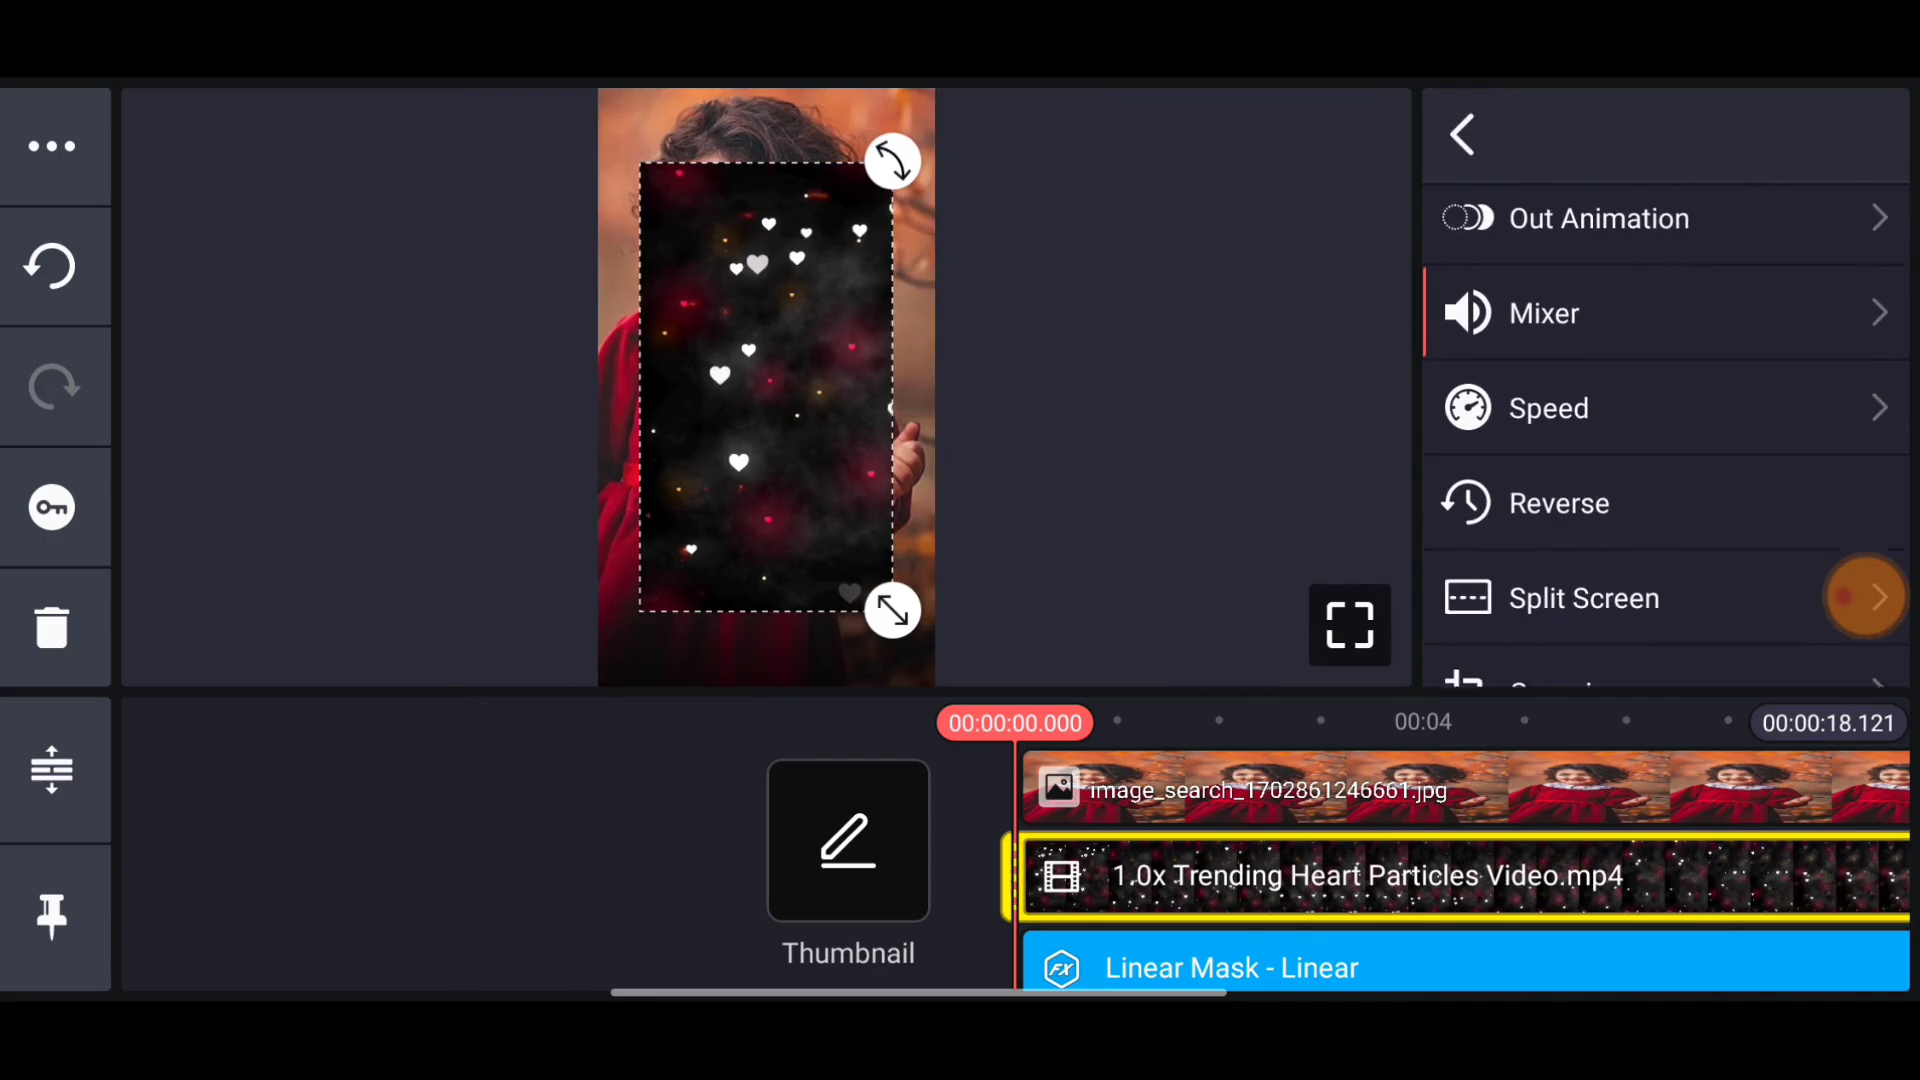 Out Animation
Mixer
Speed
Reverse
Split Screen
00:00:00.000
00:04
00:00:18.121
image_search_1702861246661.jpg
1.0x Trending Heart Particles Video.mp4
Thumbnail
Linear Mask - Linear